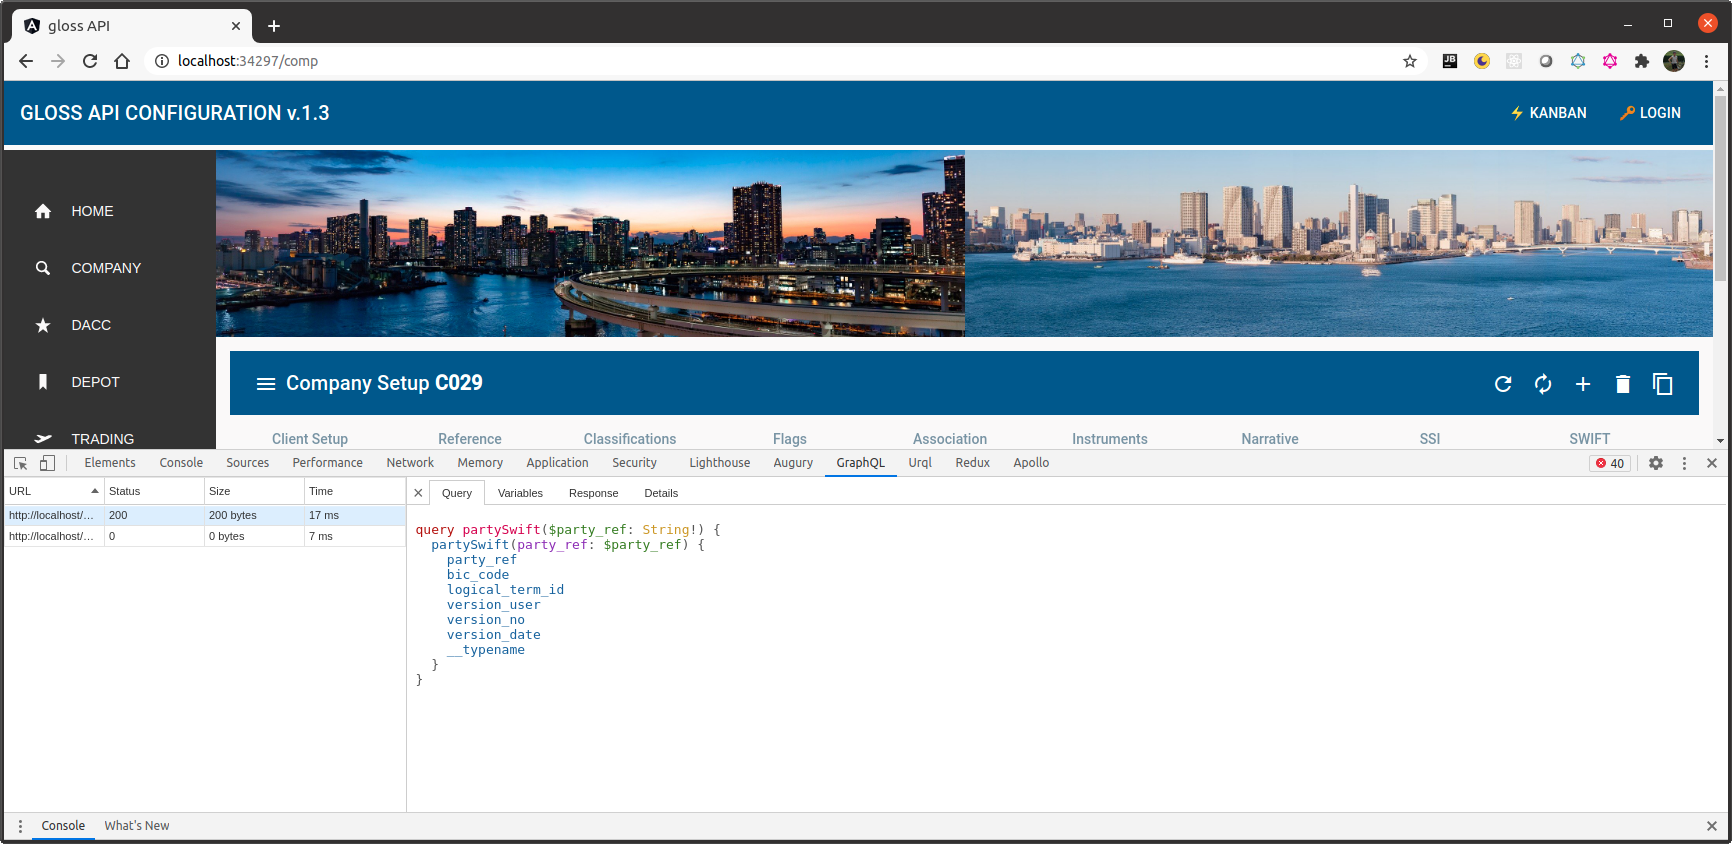 gloss API
localhost:34297/comp
JB
GLOSS API CONFIGURATION v.1.3
KANBAN
LOGIN
HOME
COMPANY
DACC
DEPOT
TRADING
Company Setup C029
Client Setup Reference Classifications Flags Association Instruments Narrative SSI SWIFT
Elements Console Sources Performance Network Memory Application Security Lighthouse Augury GraphQL Urql Redux Apollo 40
URL Status Size Time
http://localhost/... 200 200 bytes 17 ms
http://localhost/... 0 0 bytes 7 ms
Query Variables Response Details
query partySwift($party_ref: String!) {
partySwift(party_ref: $party_ref) {
party_ref
bic_code
logical_term_id
version_user
version_no
version_date
__typename
}
}
Console What's New